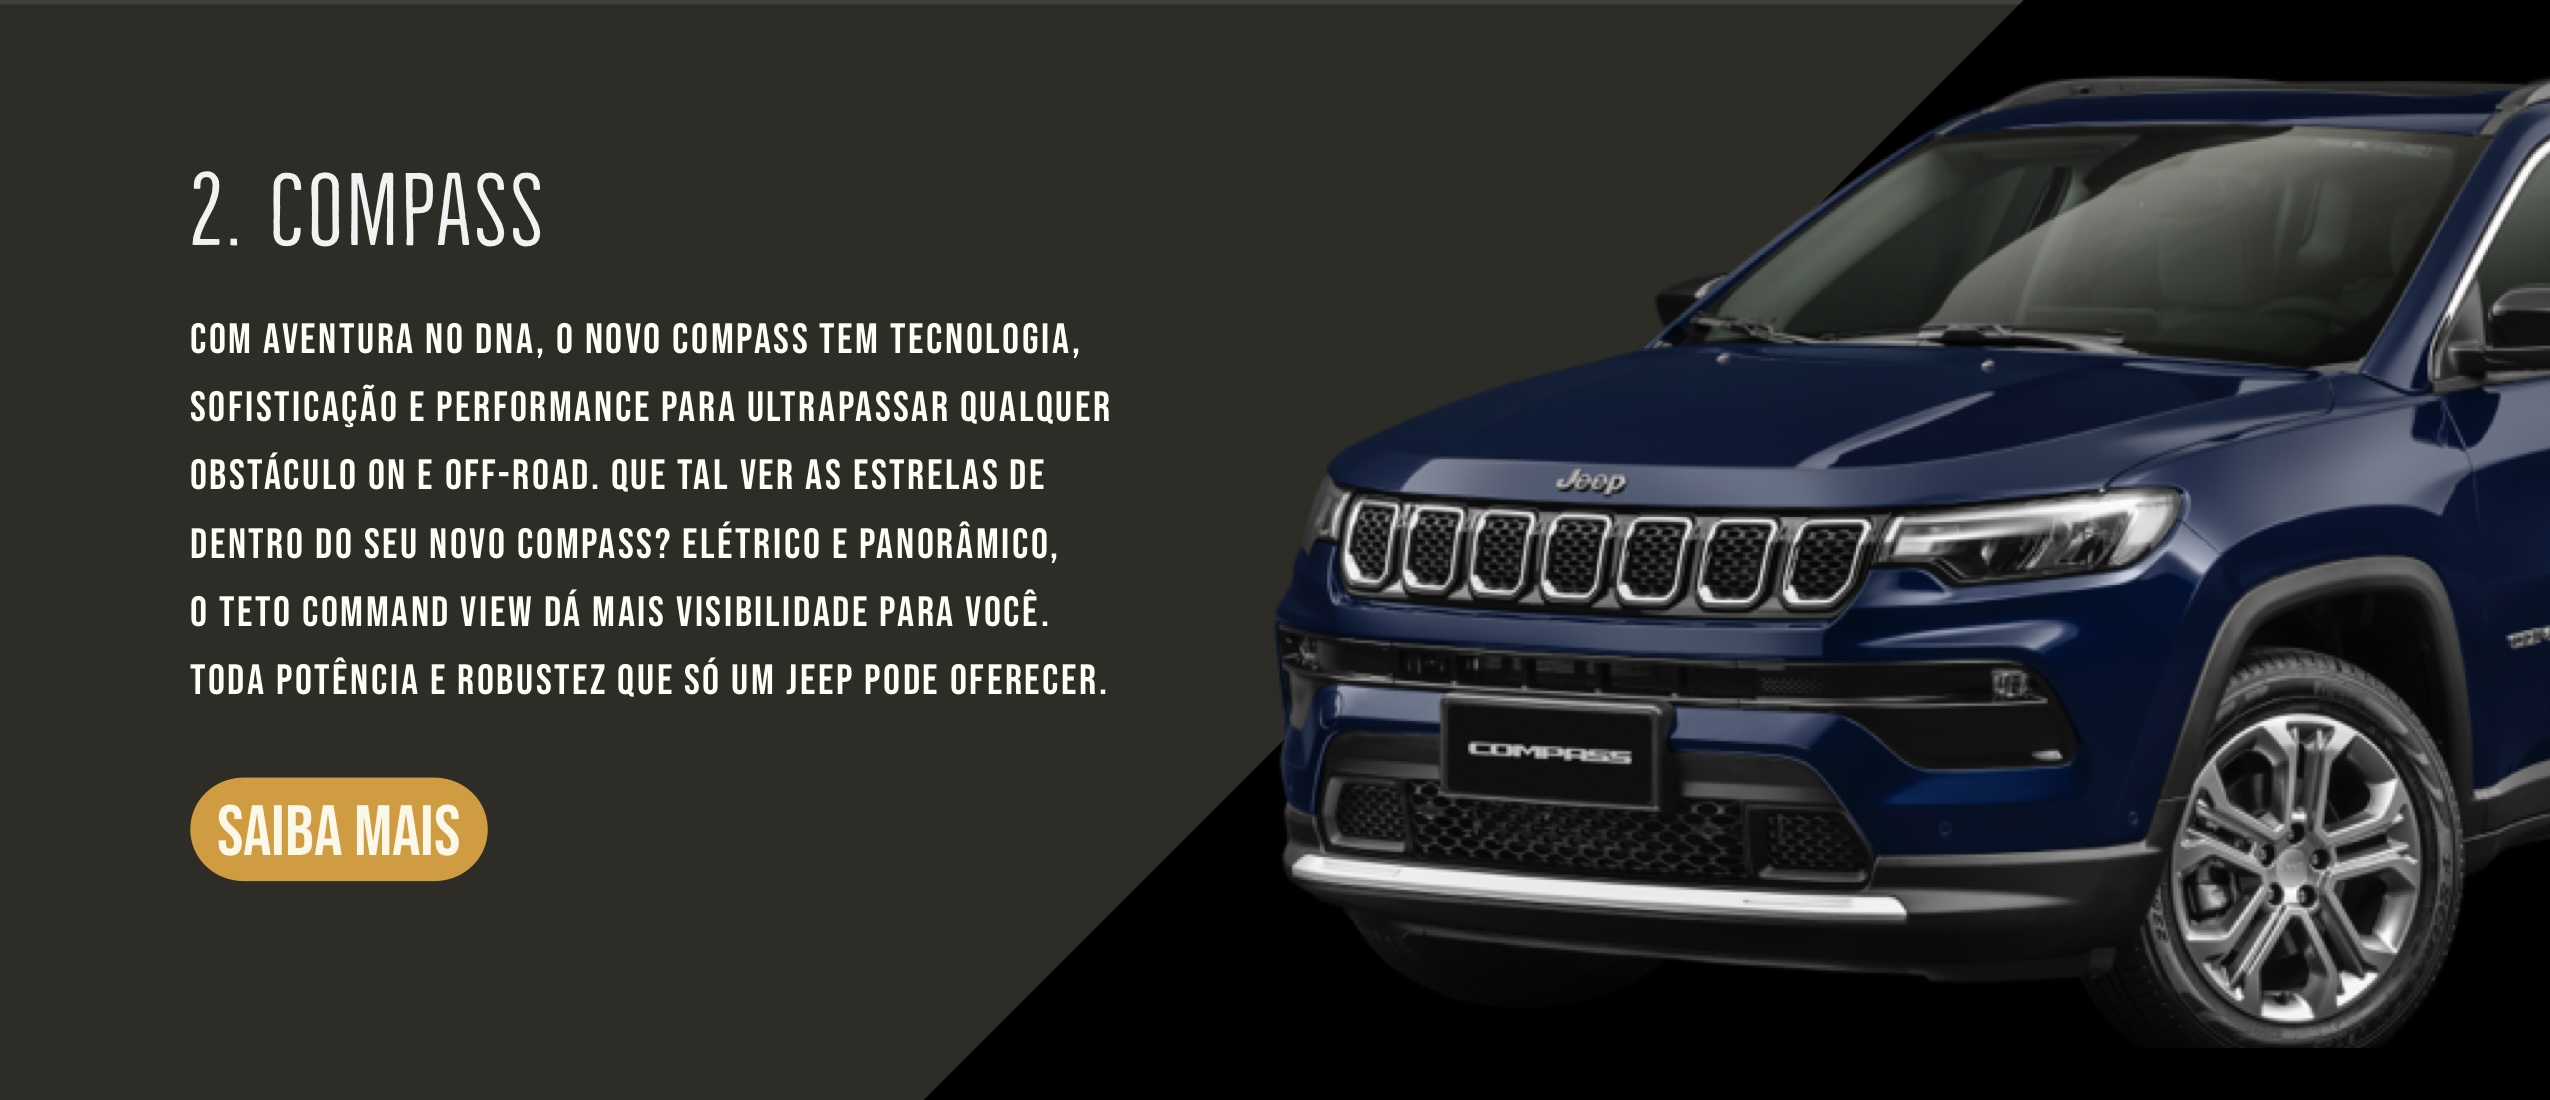 2. COMPASS
COM AVENTURA NO DNA, O NOVO COMPASS TEM TECNOLOGIA,
SOFISTICAÇÃO E PERFORMANCE PARA ULTRAPASSAR QUALQUER
OBSTÁCULO ON E OFF-ROAD. QUE TAL VER AS ESTRELAS DE
DENTRO DO SEU NOVO COMPASS? ELÉTRICO E PANORÂMICO,
O TETO COMMAND VIEW DÁ MAIS VISIBILIDADE PARA VOCÊ.
TODA POTÊNCIA E ROBUSTEZ QUE SÓ UM JEEP PODE OFERECER.
SAIBA MAIS
Jeep
COMPASS